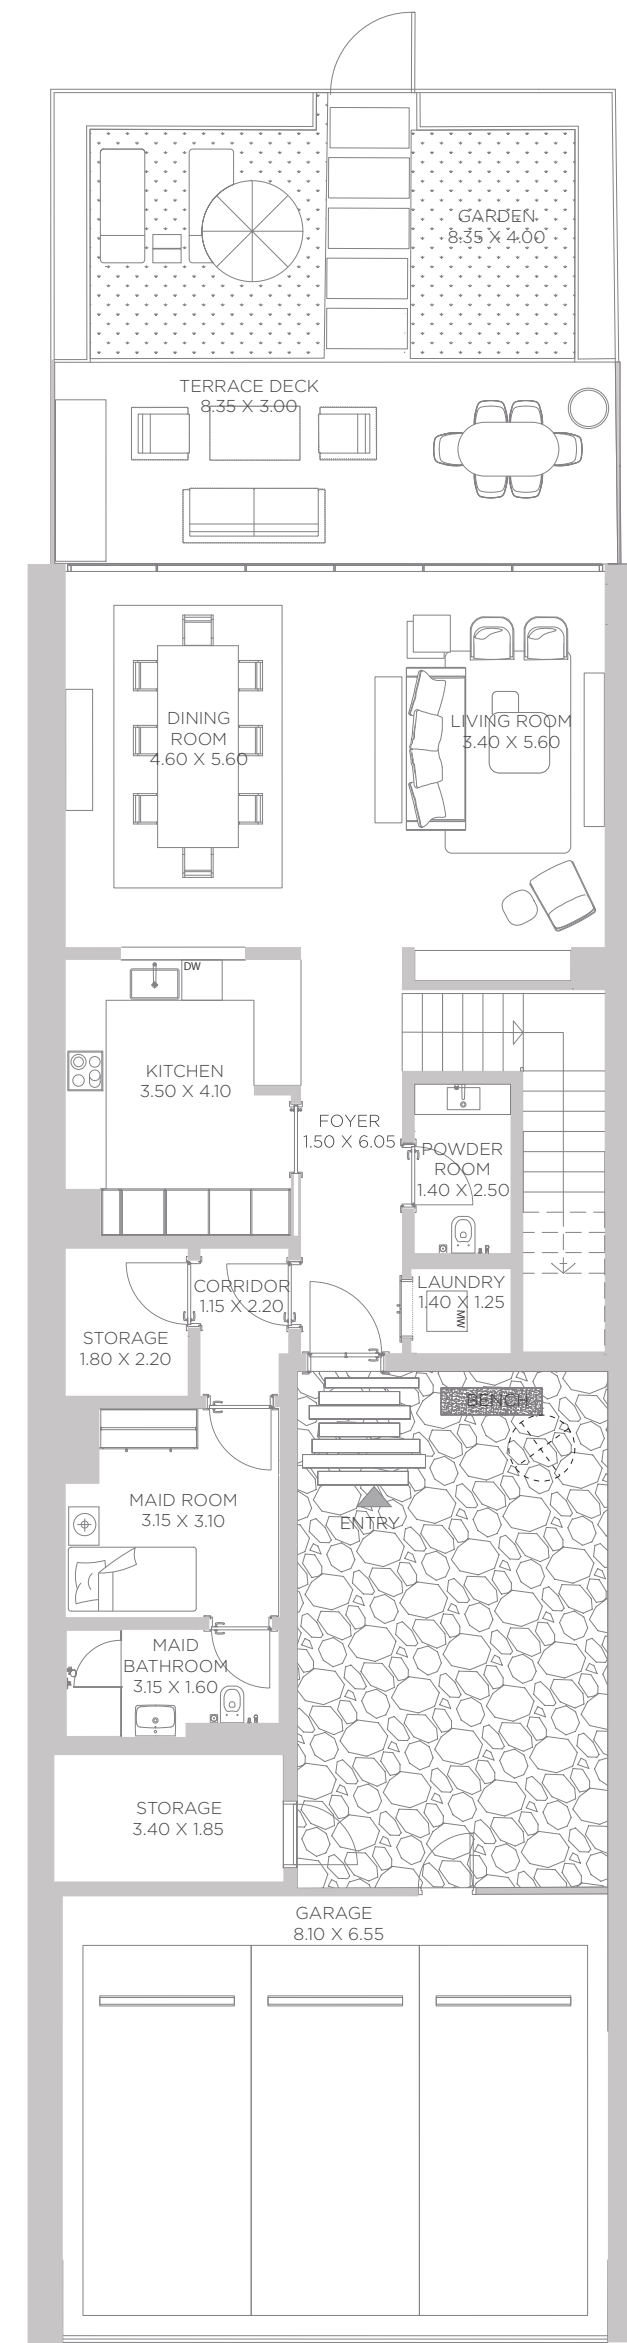 GARDEN
8.35 X 4.00
TERRACE DECK
8.35 X 3.00
DINING
ROOM
4.60 X 5.60
LIVING ROOM
3.40 X 5.60
DW
KITCHEN
3.50 X 4.10
FOYER
1.50 X 6.05
POWDER
ROOM
1.40 X 2.50
CORRIDOR
1.15 X 2.20
LAUNDRY
1.40 X 1.25
MW
STORAGE
1.80 X 2.20
BENCH
MAID ROOM
3.15 X 3.10
ENTRY
MAID
BATHROOM
3.15 X 1.60
STORAGE
3.40 X 1.85
GARAGE
8.10 X 6.55